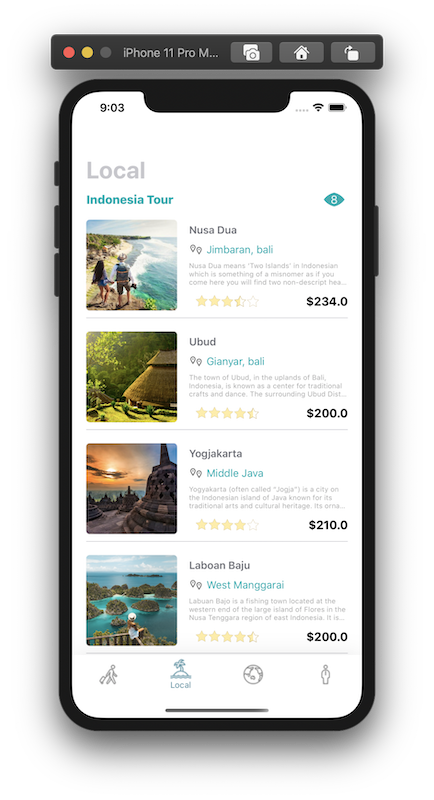 iPhone 11 Pro M...
9:03
Local
Indonesia Tour
8
Nusa Dua
Jimbaran, bali
Nusa Dua means 'Two Islands' in Indonesian
which is something of a misnomer as if you
come here you will find two non-descript hea...
$234.0
Ubud
Gianyar, bali
The town of Ubud, in the uplands of Bali,
Indonesia, is known as a center for traditional
crafts and dance. The surrounding Ubud Dist...
$200.0
Yogjakarta
Middle Java
Yogyakarta (often called "Jogja") is a city on
the Indonesian island of Java known for its
traditional arts and cultural heritage. Its orna...
$210.0
Laboan Baju
West Manggarai
Labuan Bajo is a fishing town located at the
western end of the large island of Flores in the
Nusa Tenggara region of east Indonesia. It is...
$200.0
Local